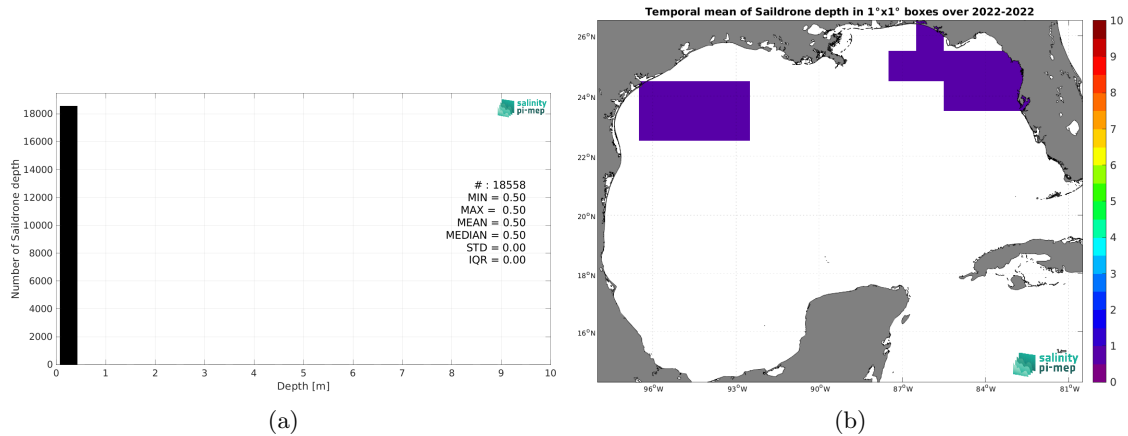 18000
16000
14000
12000
10000
8000
6000
4000
2000
0
Number of Saildrone depth
salinity
pi-mep
# : 18558
MIN = 0.50
MAX = 0.50
MEAN = 0.50
MEDIAN = 0.50
STD = 0.00
IQR = 0.00
0 1 2 3 4 5 6 7 8 9 10
Depth [m]
(a)
Temporal mean of Saildrone depth in 1°x1° boxes over 2022-2022
26°N
24°N
22°N
20°N
18°N
16°N
96°W 93°W 90°W 87°W 84°W 81°W
salinity
pi-mep
10
9
8
7
6
5
4
3
2
1
0
(b)